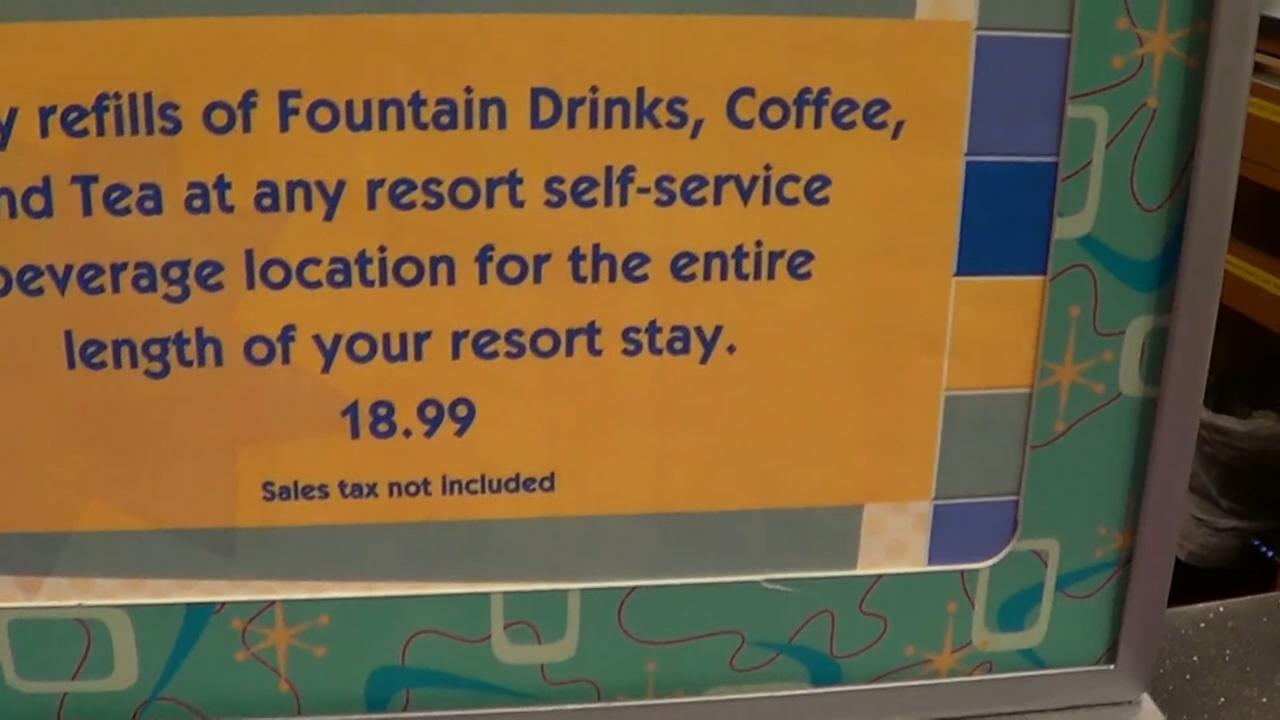 refills of Fountain Drinks, Coffee,
Tea at any resort self-service
beverage location for the entire
length of your resort stay.
18.99
Sales tax not included